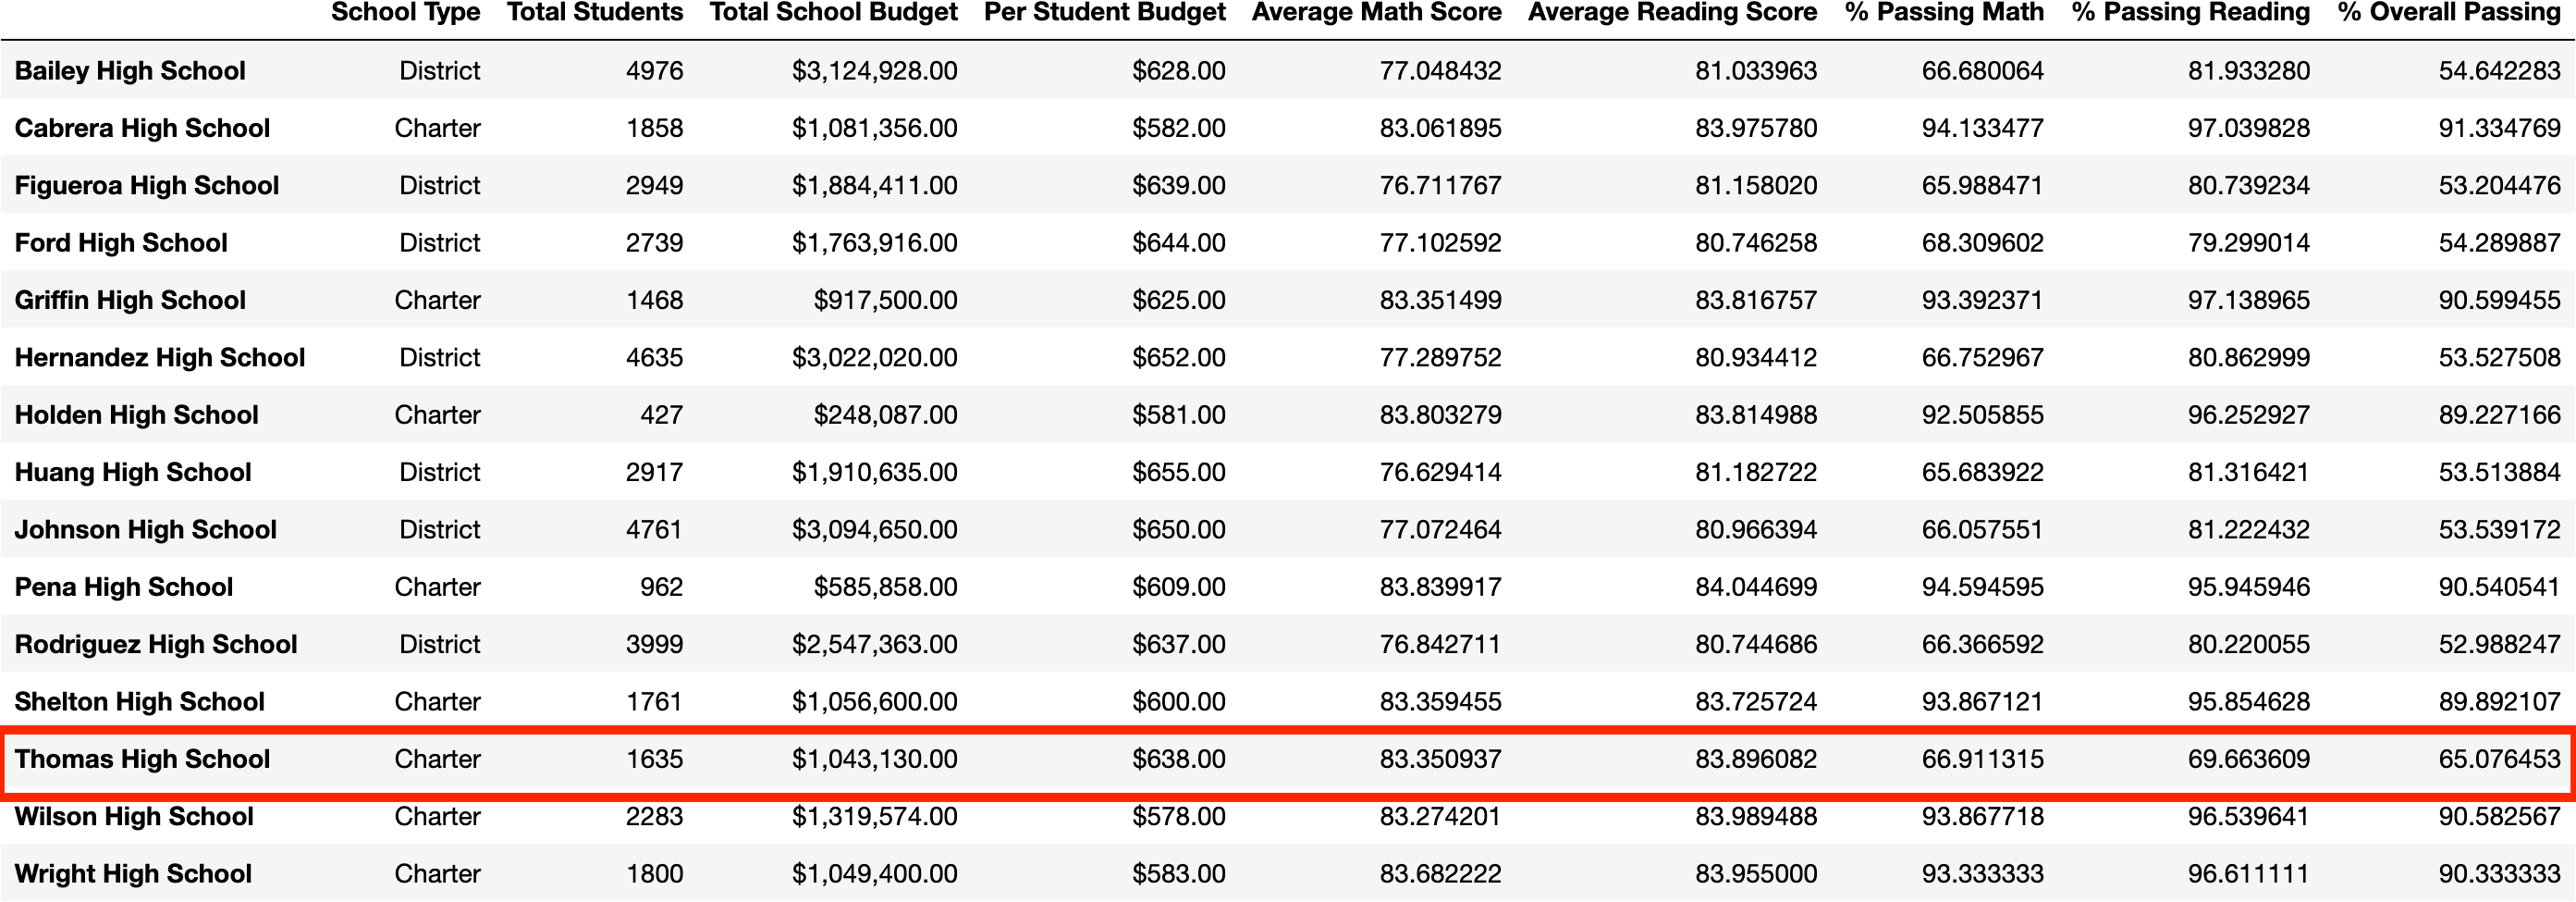 School Type Total Students Total School Budget Per Student Budget Average Math Score Average Reading Score % Passing Math % Passing Reading % Overall Passing
Bailey High School District 4976 $3,124,928.00 $628.00 77.048432 81.033963 66.680064 81.933280 54.642283
Cabrera High School Charter 1858 $1,081,356.00 $582.00 83.061895 83.975780 94.133477 97.039828 91.334769
Figueroa High School District 2949 $1,884,411.00 $639.00 76.711767 81.158020 65.988471 80.739234 53.204476
Ford High School District 2739 $1,763,916.00 $644.00 77.102592 80.746258 68.309602 79.299014 54.289887
Griffin High School Charter 1468 $917,500.00 $625.00 83.351499 83.816757 93.392371 97.138965 90.599455
Hernandez High School District 4635 $3,022,020.00 $652.00 77.289752 80.934412 66.752967 80.862999 53.527508
Holden High School Charter 427 $248,087.00 $581.00 83.803279 83.814988 92.505855 96.252927 89.227166
Huang High School District 2917 $1,910,635.00 $655.00 76.629414 81.182722 65.683922 81.316421 53.513884
Johnson High School District 4761 $3,094,650.00 $650.00 77.072464 80.966394 66.057551 81.222432 53.539172
Pena High School Charter 962 $585,858.00 $609.00 83.839917 84.044699 94.594595 95.945946 90.540541
Rodriguez High School District 3999 $2,547,363.00 $637.00 76.842711 80.744686 66.366592 80.220055 52.988247
Shelton High School Charter 1761 $1,056,600.00 $600.00 83.359455 83.725724 93.867121 95.854628 89.892107
Thomas High School Charter 1635 $1,043,130.00 $638.00 83.350937 83.896082 66.911315 69.663609 65.076453
Wilson High School Charter 2283 $1,319,574.00 $578.00 83.274201 83.989488 93.867718 96.539641 90.582567
Wright High School Charter 1800 $1,049,400.00 $583.00 83.682222 83.955000 93.333333 96.611111 90.333333